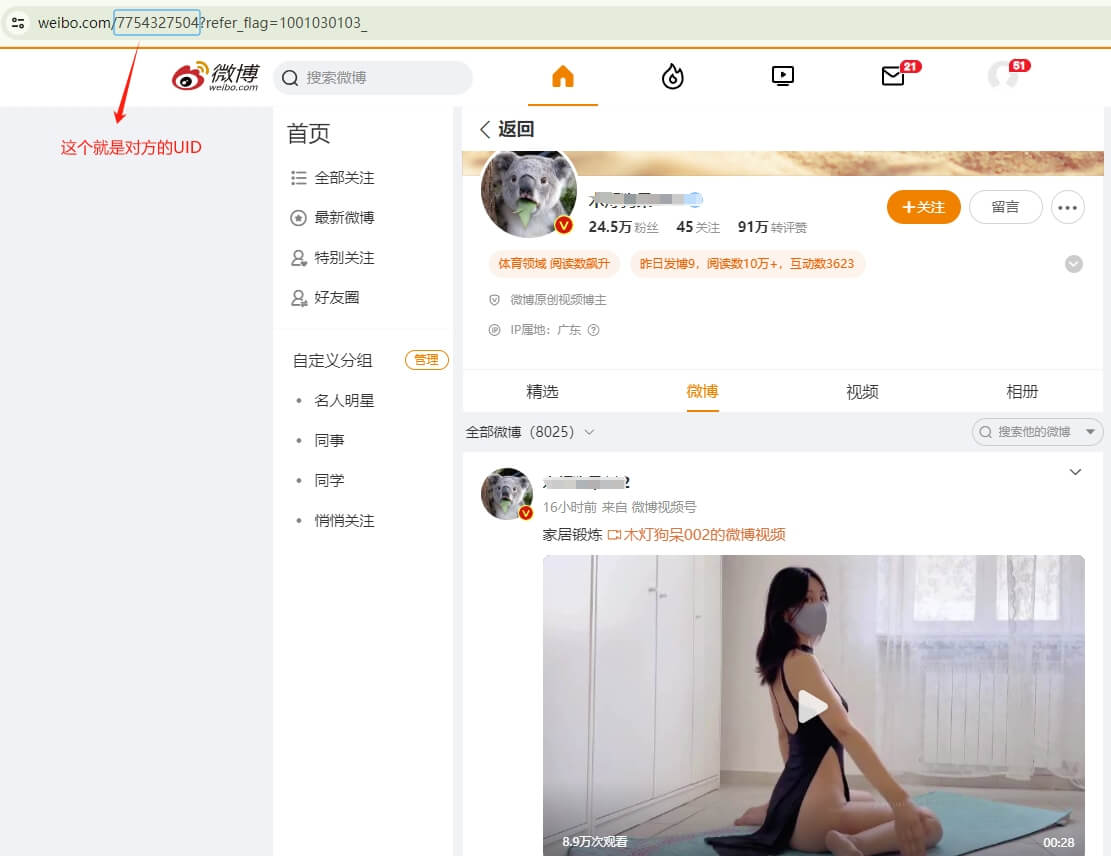 weibo.com/7754327504?refer_flag=1001030103_
微博
weibo.com
搜索微博
21
51
这个就是对方的UID
首页
全部关注
最新微博
特别关注
好友圈
自定义分组
管理
名人明星
同事
同学
悄悄关注
返回
24.5万粉丝 45关注 91万转评赞
+关注
留言
体育领域 阅读数飙升
昨日发博9，阅读数10万+，互动数3623
微博原创视频博主
IP属地：广东
精选
微博
视频
相册
全部微博（8025）
搜索他的微博
16小时前 来自 微博视频号
家居锻炼 木灯狗呆002的微博视频
8.9万次观看
00:28